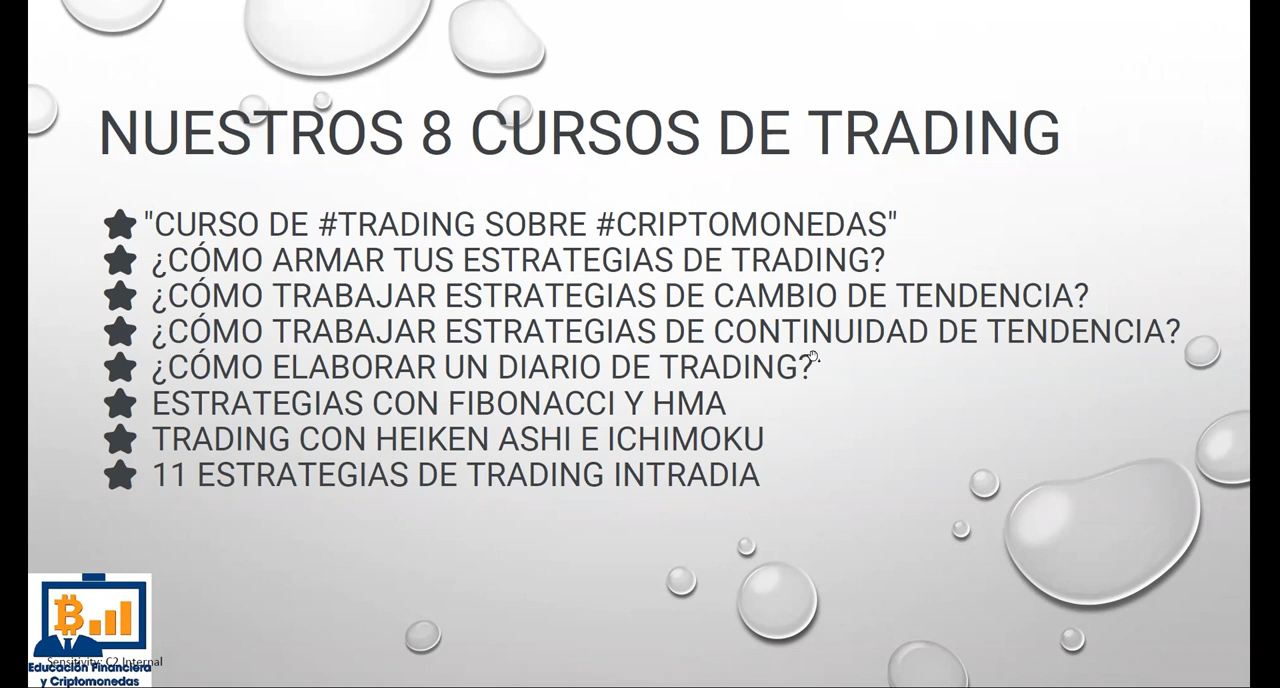 NUESTROS 8 CURSOS DE TRADING
"CURSO DE #TRADING SOBRE #CRIPTOMONEDAS"
¿CÓMO ARMAR TUS ESTRATEGIAS DE TRADING?
¿CÓMO TRABAJAR ESTRATEGIAS DE CAMBIO DE TENDENCIA?
¿CÓMO TRABAJAR ESTRATEGIAS DE CONTINUIDAD DE TENDENCIA?
¿CÓMO ELABORAR UN DIARIO DE TRADING?
ESTRATEGIAS CON FIBONACCI Y HMA
TRADING CON HEIKEN ASHI E ICHIMOKU
11 ESTRATEGIAS DE TRADING INTRADIA
Sensitivity: C2 Internal
Educación Financiera
y Criptomonedas